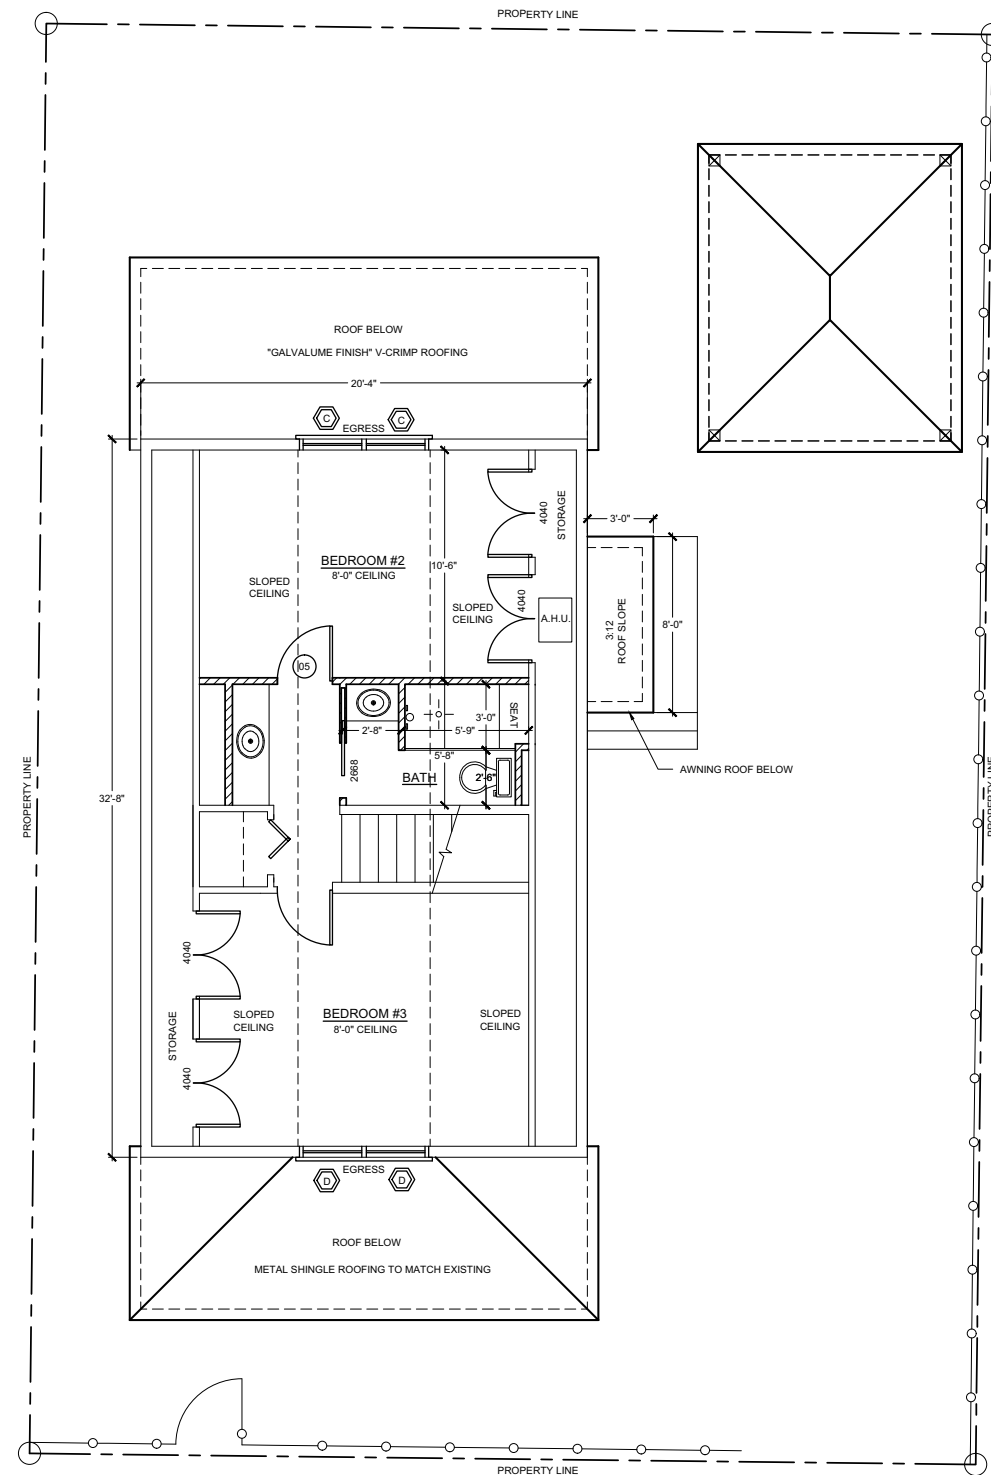 PROPERTY LINE
ROOF BELOW
"GALVALUME FINISH" V-CRIMP ROOFING
20'-4"
C
C
EGRESS
4040
STORAGE
3'-0"
BEDROOM #2
8'-0" CEILING
10'-6"
SLOPED
CEILING
SLOPED
CEILING
4040
A.H.U.
3:12
ROOF SLOPE
8'-0"
05
SEAT
3'-0"
2'-8"
5'-9"
5'-8"
2668
BATH
2'-6"
AWNING ROOF BELOW
PROPERTY LINE
PROPERTY LINE
32'-8"
4040
STORAGE
SLOPED
CEILING
BEDROOM #3
8'-0" CEILING
SLOPED
CEILING
4040
EGRESS
D
D
ROOF BELOW
METAL SHINGLE ROOFING TO MATCH EXISTING
PROPERTY LINE